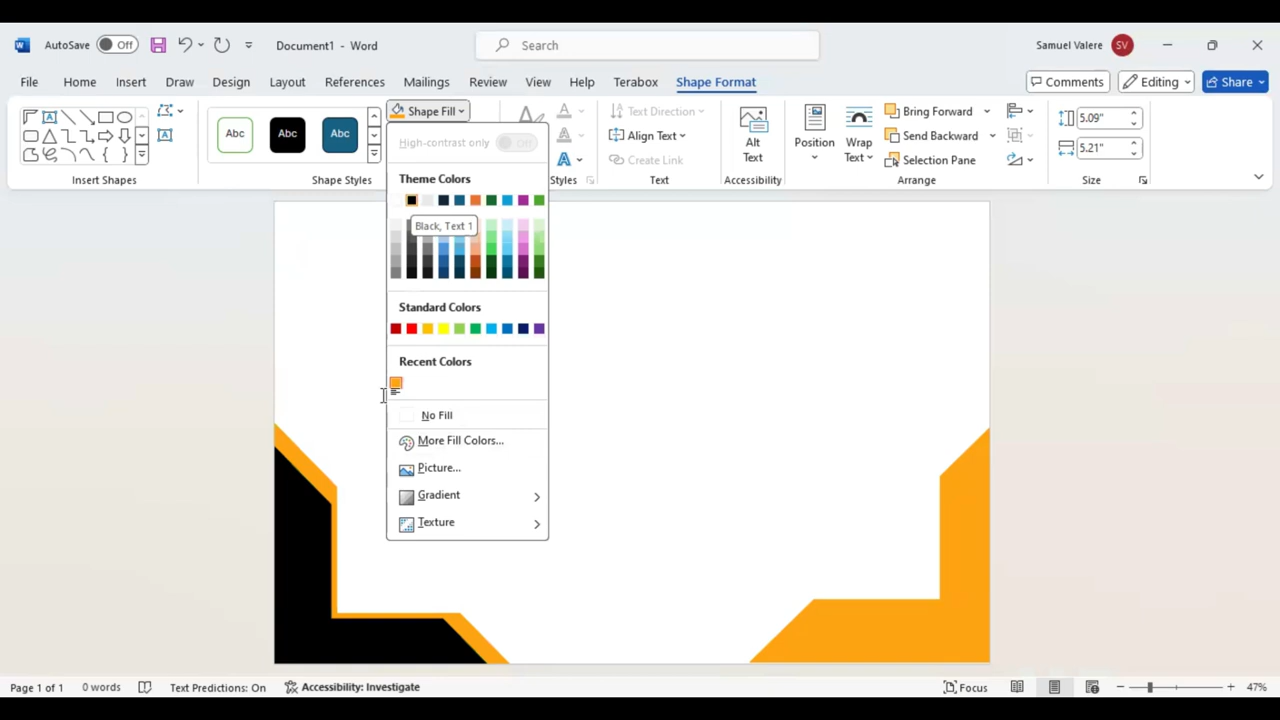 AutoSave Off Document1 - Word Search Samuel Valere SV
File Home Insert Draw Design Layout References Mailings Review View Help Terabox Shape Format Comments Editing Share
Abc Abc Abc Shape Fill Text Direction Bring Forward 5.09"
Align Text Alt Text Position Wrap Text Send Backward 5.21"
Create Link Selection Pane
Insert Shapes Shape Styles Styles Text Accessibility Arrange Size
High-contrast only Off
Theme Colors
Black, Text 1
Standard Colors
Recent Colors
No Fill
More Fill Colors...
Picture...
Gradient
Texture
Page 1 of 1 0 words Text Predictions: On Accessibility: Investigate Focus 47%